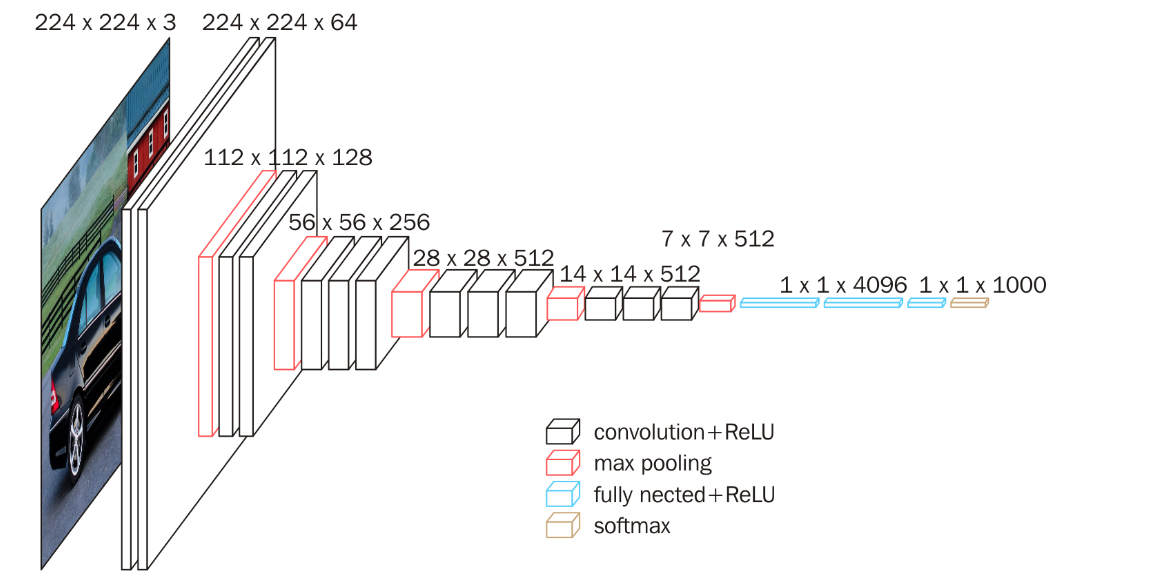 224 x 224 x 3
224 x 224 x 64
112 x 112 x 128
56 x 56 x 256
28 x 28 x 512
14 x 14 x 512
7 x 7 x 512
1 x 1 x 4096
1 x 1 x 1000
convolution+ReLU
max pooling
fully nected+ReLU
softmax